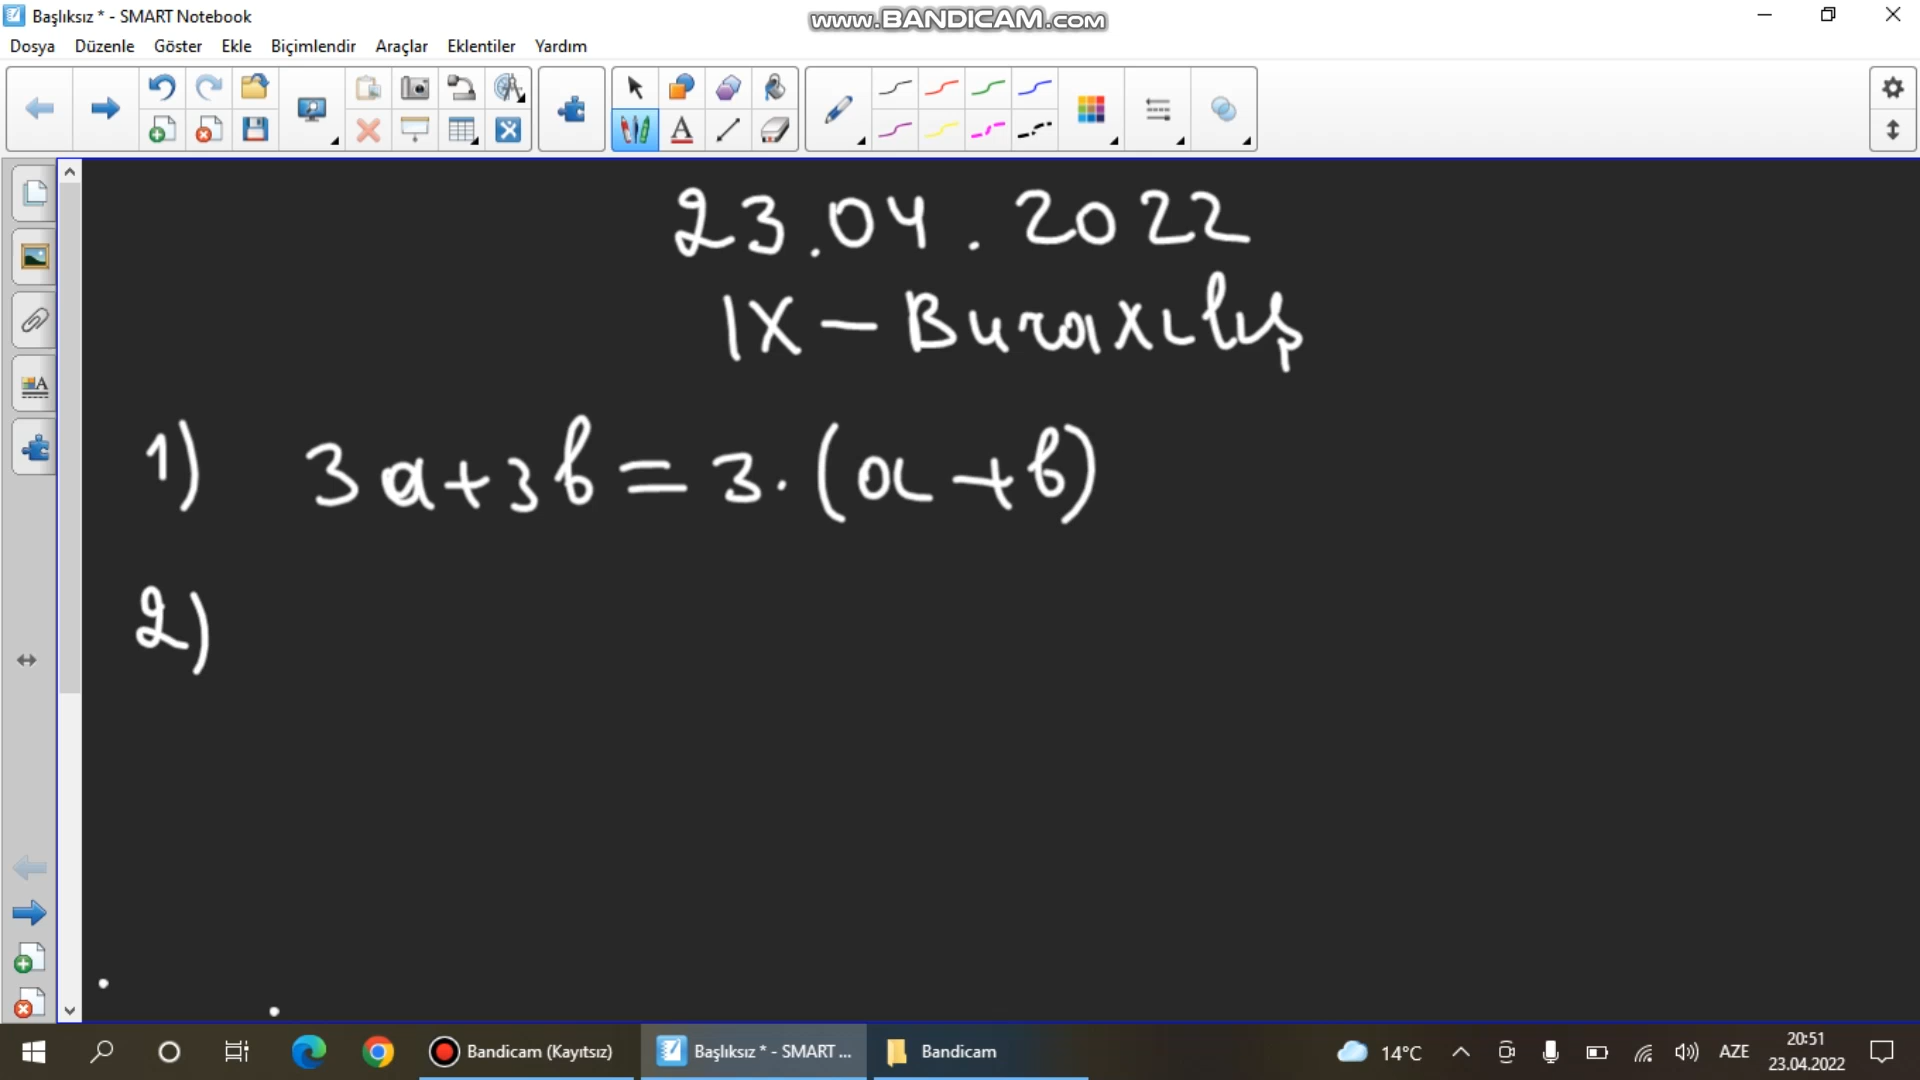 Başlıksız * - SMART Notebook
www.BANDICAM.com
Dosya Düzenle Göster Ekle Biçimlendir Araçlar Eklentiler Yardım
23.04.2022
IX - Buraxılış
1) 3a+3b=3.(a+b)
2)
Bandicam (Kayıtsız)
Başlıksız * - SMART ...
Bandicam
14°C
AZE
20:51
23.04.2022